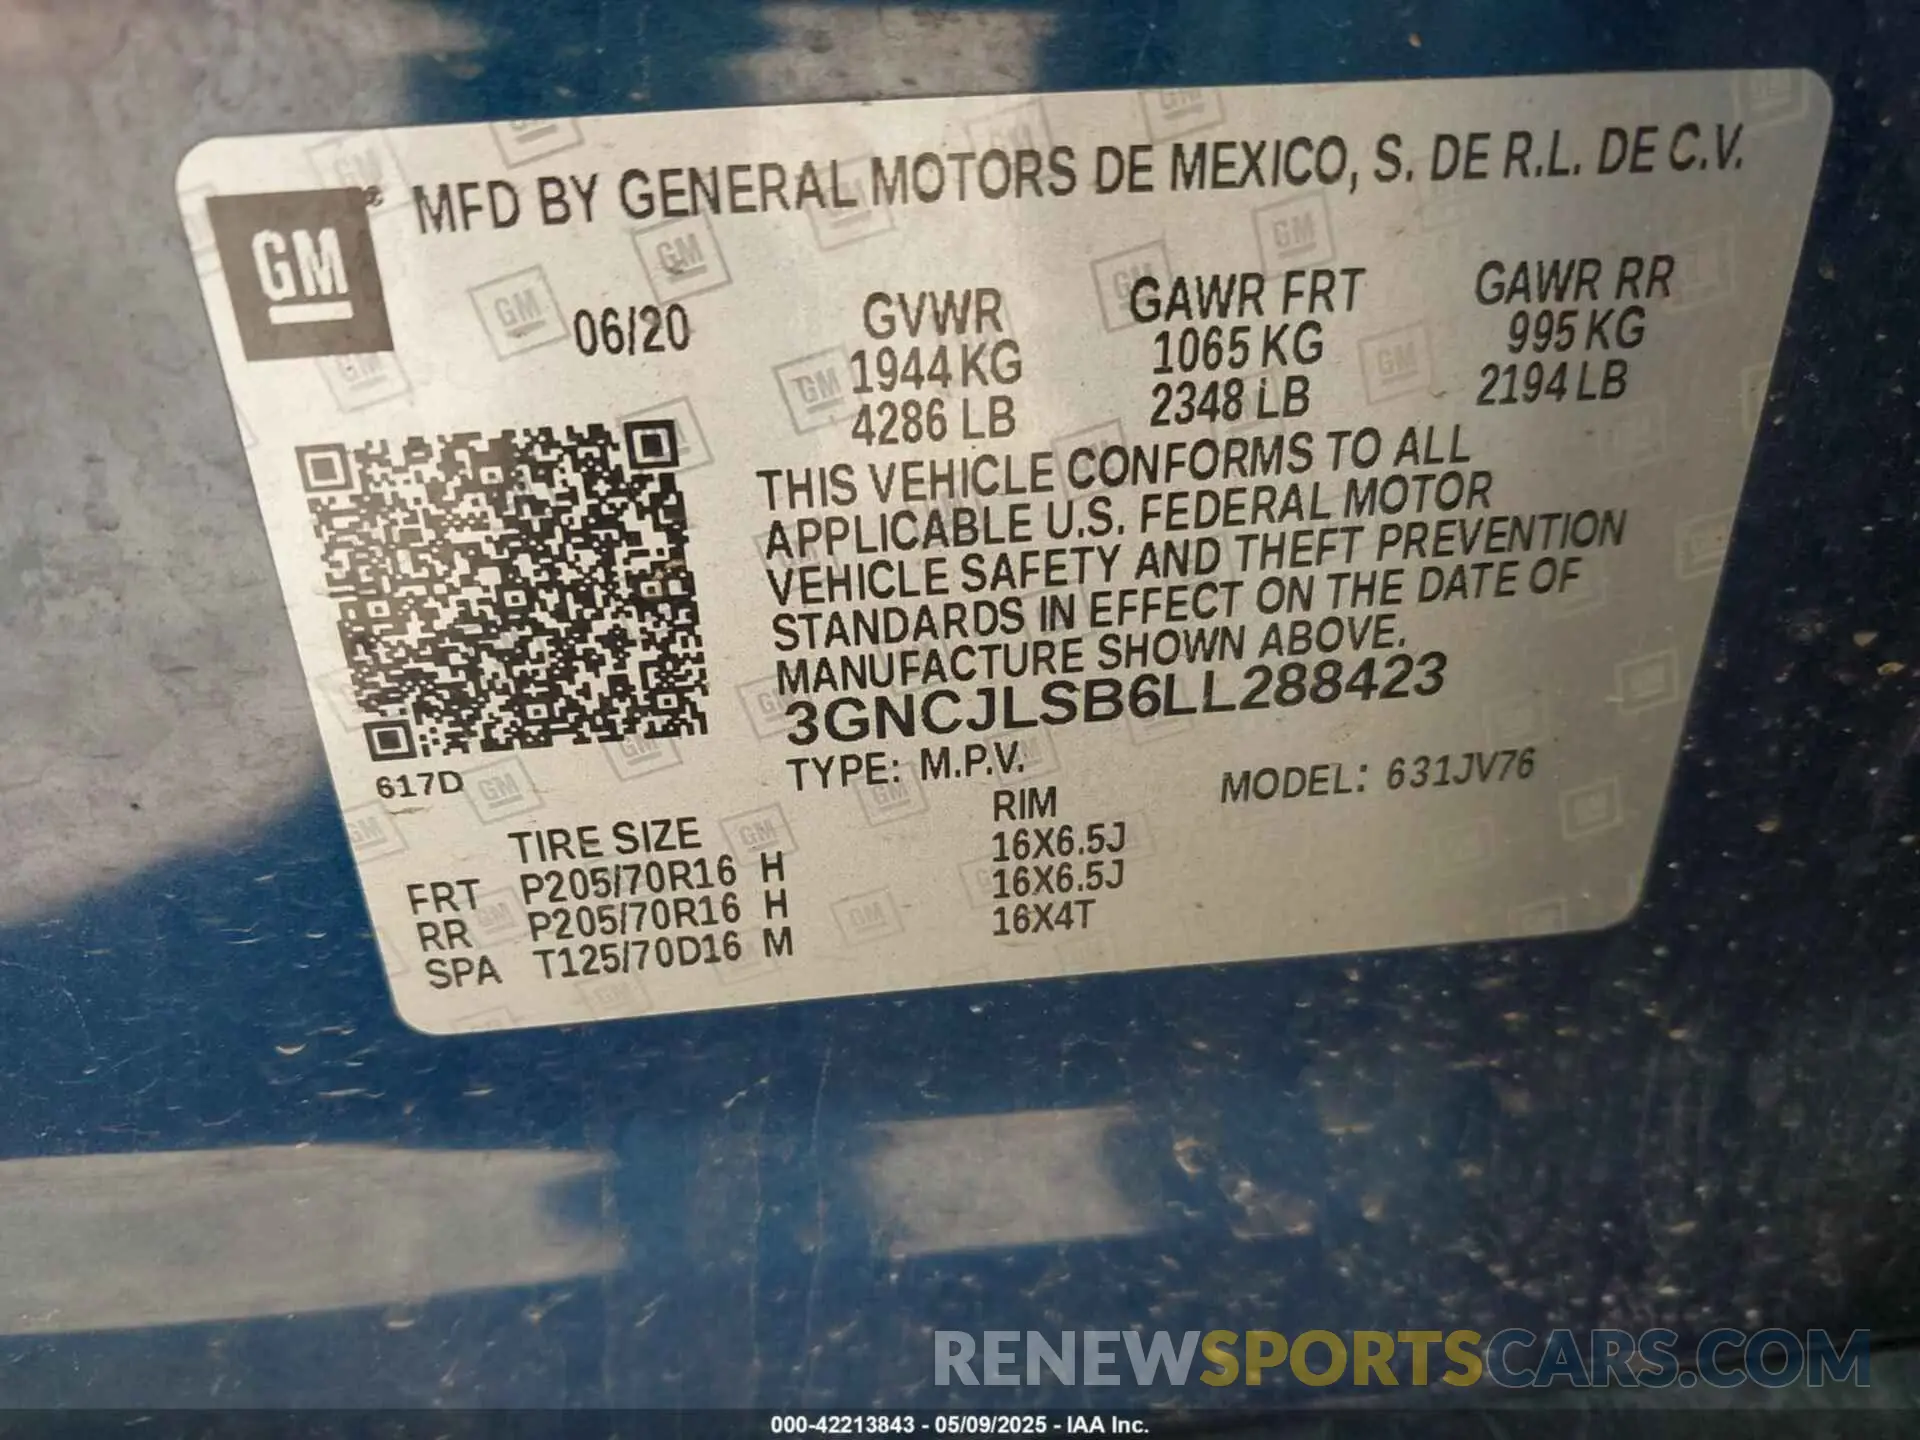 GM
MFD BY GENERAL MOTORS DE MEXICO, S. DE R.L. DE C.V.
06/20
GVWR
1944 KG
4286 LB
GAWR FRT
1065 KG
2348 LB
GAWR RR
995 KG
2194 LB
THIS VEHICLE CONFORMS TO ALL
APPLICABLE U.S. FEDERAL MOTOR
VEHICLE SAFETY AND THEFT PREVENTION
STANDARDS IN EFFECT ON THE DATE OF
MANUFACTURE SHOWN ABOVE.
3GNCJLSB6LL288423
TYPE: M.P.V.
MODEL: 631JV76
617D
TIRE SIZE RIM
FRT P205/70R16 H 16X6.5J
RR P205/70R16 H 16X6.5J
SPA T125/70D16 M 16X4T
RENEWSPORTSCARS.COM
000-42213843 - 05/09/2025 - IAA Inc.